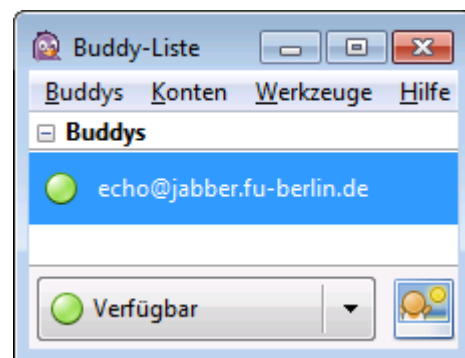 Buddy-Liste
Buddys Konten Werkzeuge Hilfe
Buddys
echo@jabber.fu-berlin.de
Verfügbar